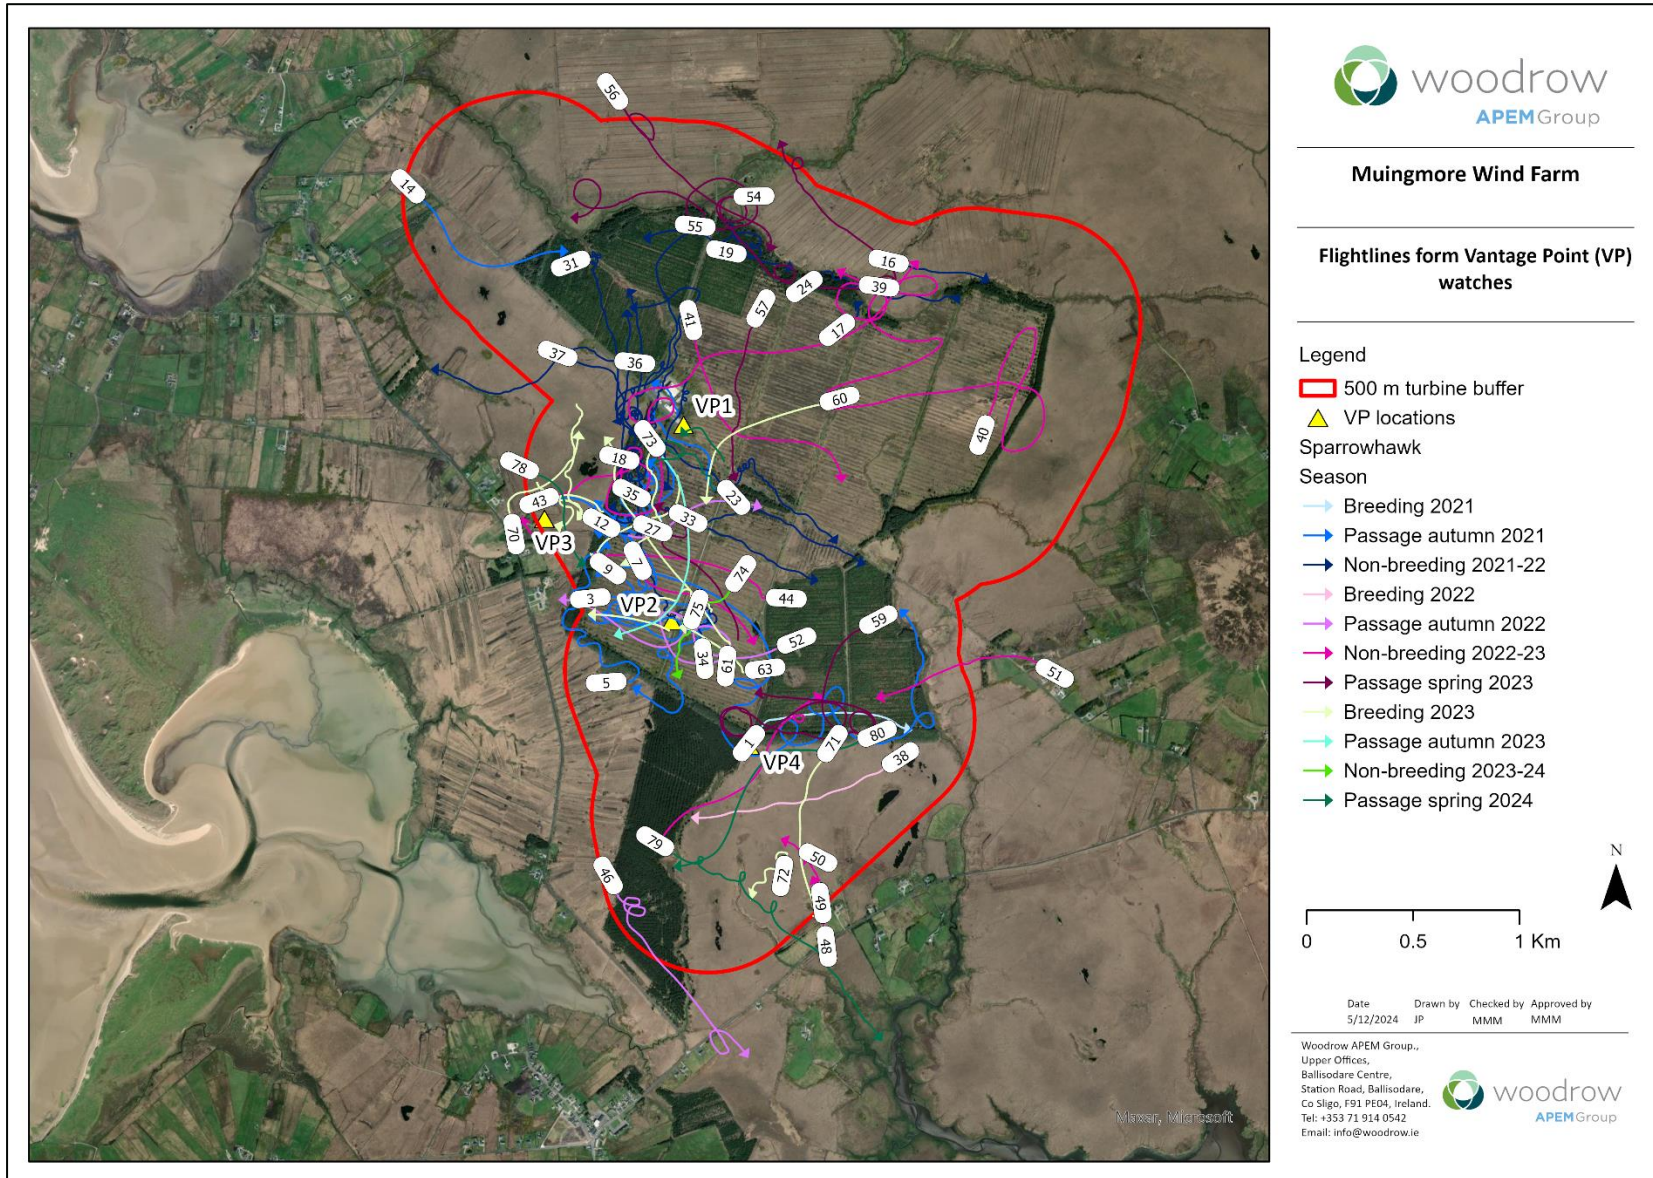 woodrow
APEMGroup
Muingmore Wind Farm
Flightlines form Vantage Point (VP)
watches
Legend
500 m turbine buffer
VP locations
Sparrowhawk
Season
Breeding 2021
Passage autumn 2021
Non-breeding 2021-22
Breeding 2022
Passage autumn 2022
Non-breeding 2022-23
Passage spring 2023
Breeding 2023
Passage autumn 2023
Non-breeding 2023-24
Passage spring 2024
N
0 0.5 1 Km
Date Drawn by Checked by Approved by
5/12/2024 JP MMM MMM
Woodrow APEM Group.,
Upper Offices,
Ballisodare Centre,
Station Road, Ballisodare,
Co Sligo, F91 PE04, Ireland.
Tel: +353 71 914 0542
Email: info@woodrow.ie
woodrow
APEMGroup
56
14
54
55
19
31
16
24
39
57
41
17
37
36
60
VP1
40
73
18
78
35
23
43
33
12
27
70
VP3
9
7
74
3
VP2
75
44
59
52
34
61
63
51
5
1
71
80
VP4
38
79
50
46
72
49
48
Maxar, Microsoft